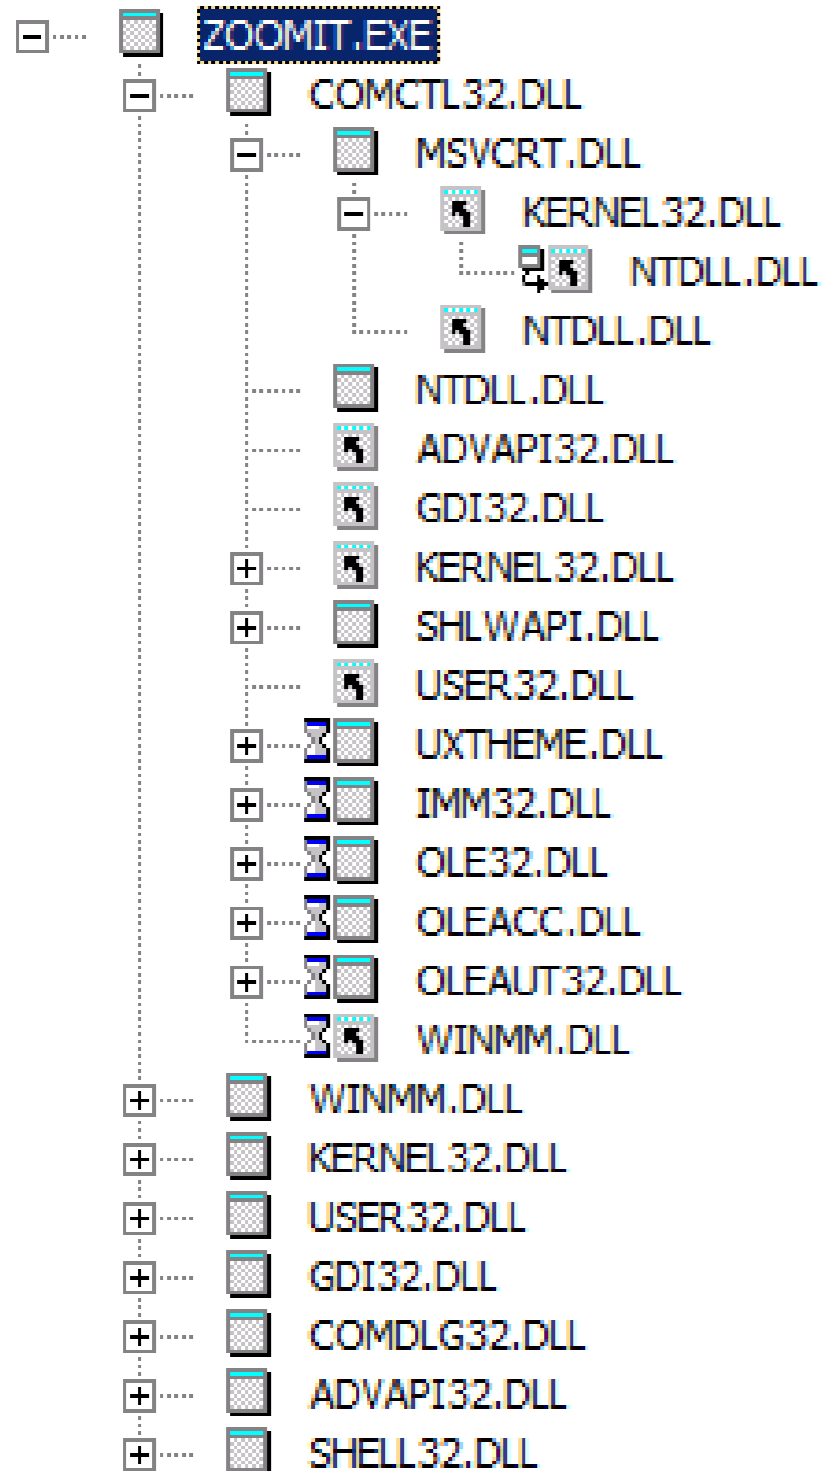 ZOOMIT.EXE
COMCTL32.DLL
MSVCRT.DLL
KERNEL32.DLL
NTDLL.DLL
NTDLL.DLL
NTDLL.DLL
ADVAPI32.DLL
GDI32.DLL
KERNEL32.DLL
SHLWAPI.DLL
USER32.DLL
UXTHEME.DLL
IMM32.DLL
OLE32.DLL
OLEACC.DLL
OLEAUT32.DLL
WINMM.DLL
WINMM.DLL
KERNEL32.DLL
USER32.DLL
GDI32.DLL
COMDLG32.DLL
ADVAPI32.DLL
SHELL32.DLL